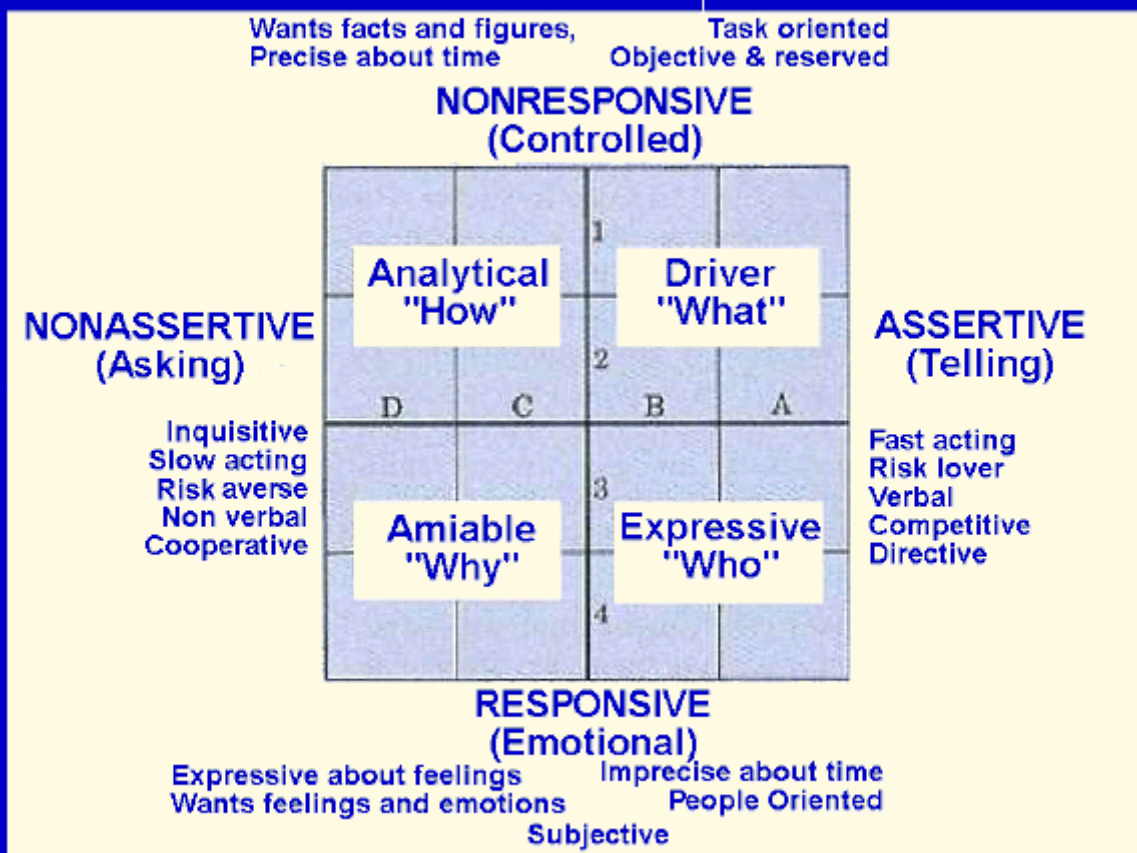 Wants facts and figures,
Precise about time
Task oriented
Objective & reserved
NONRESPONSIVE
(Controlled)
NONASSERTIVE
(Asking)
Inquisitive
Slow acting
Risk averse
Non verbal
Cooperative
Analytical
"How"
Driver
"What"
1
2
D C B A
3
4
Amiable
"Why"
Expressive
"Who"
ASSERTIVE
(Telling)
Fast acting
Risk lover
Verbal
Competitive
Directive
RESPONSIVE
(Emotional)
Expressive about feelings
Wants feelings and emotions
Imprecise about time
People Oriented
Subjective